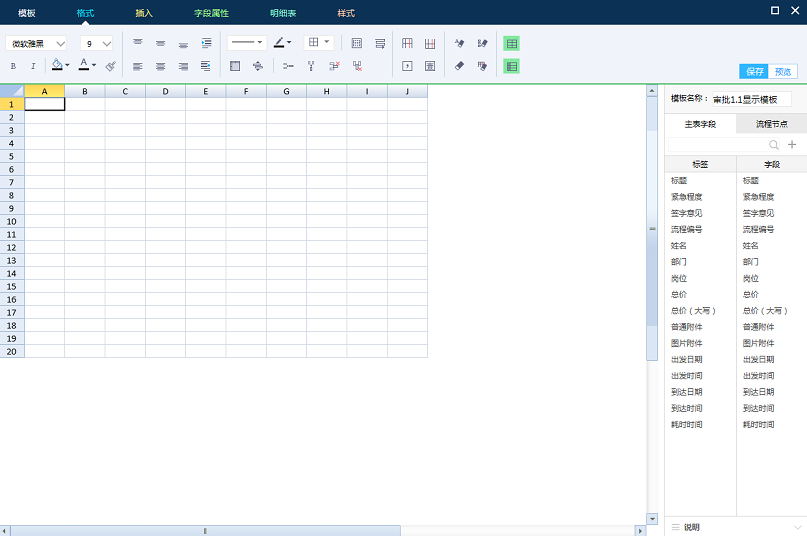 模板 格式 插入 字段属性 明细表 样式
微软雅黑 9
B I A
保存 预览
A B C D E F G H I J
1
2
3
4
5
6
7
8
9
10
11
12
13
14
15
16
17
18
19
20
模板名称： 审批1.1显示模板
主表字段 流程节点
标签 字段
标题 标题
紧急程度 紧急程度
签字意见 签字意见
流程编号 流程编号
姓名 姓名
部门 部门
岗位 岗位
总价 总价
总价（大写） 总价（大写）
普通附件 普通附件
图片附件 图片附件
出发日期 出发日期
出发时间 出发时间
到达日期 到达日期
到达时间 到达时间
耗时时间 耗时时间
说明